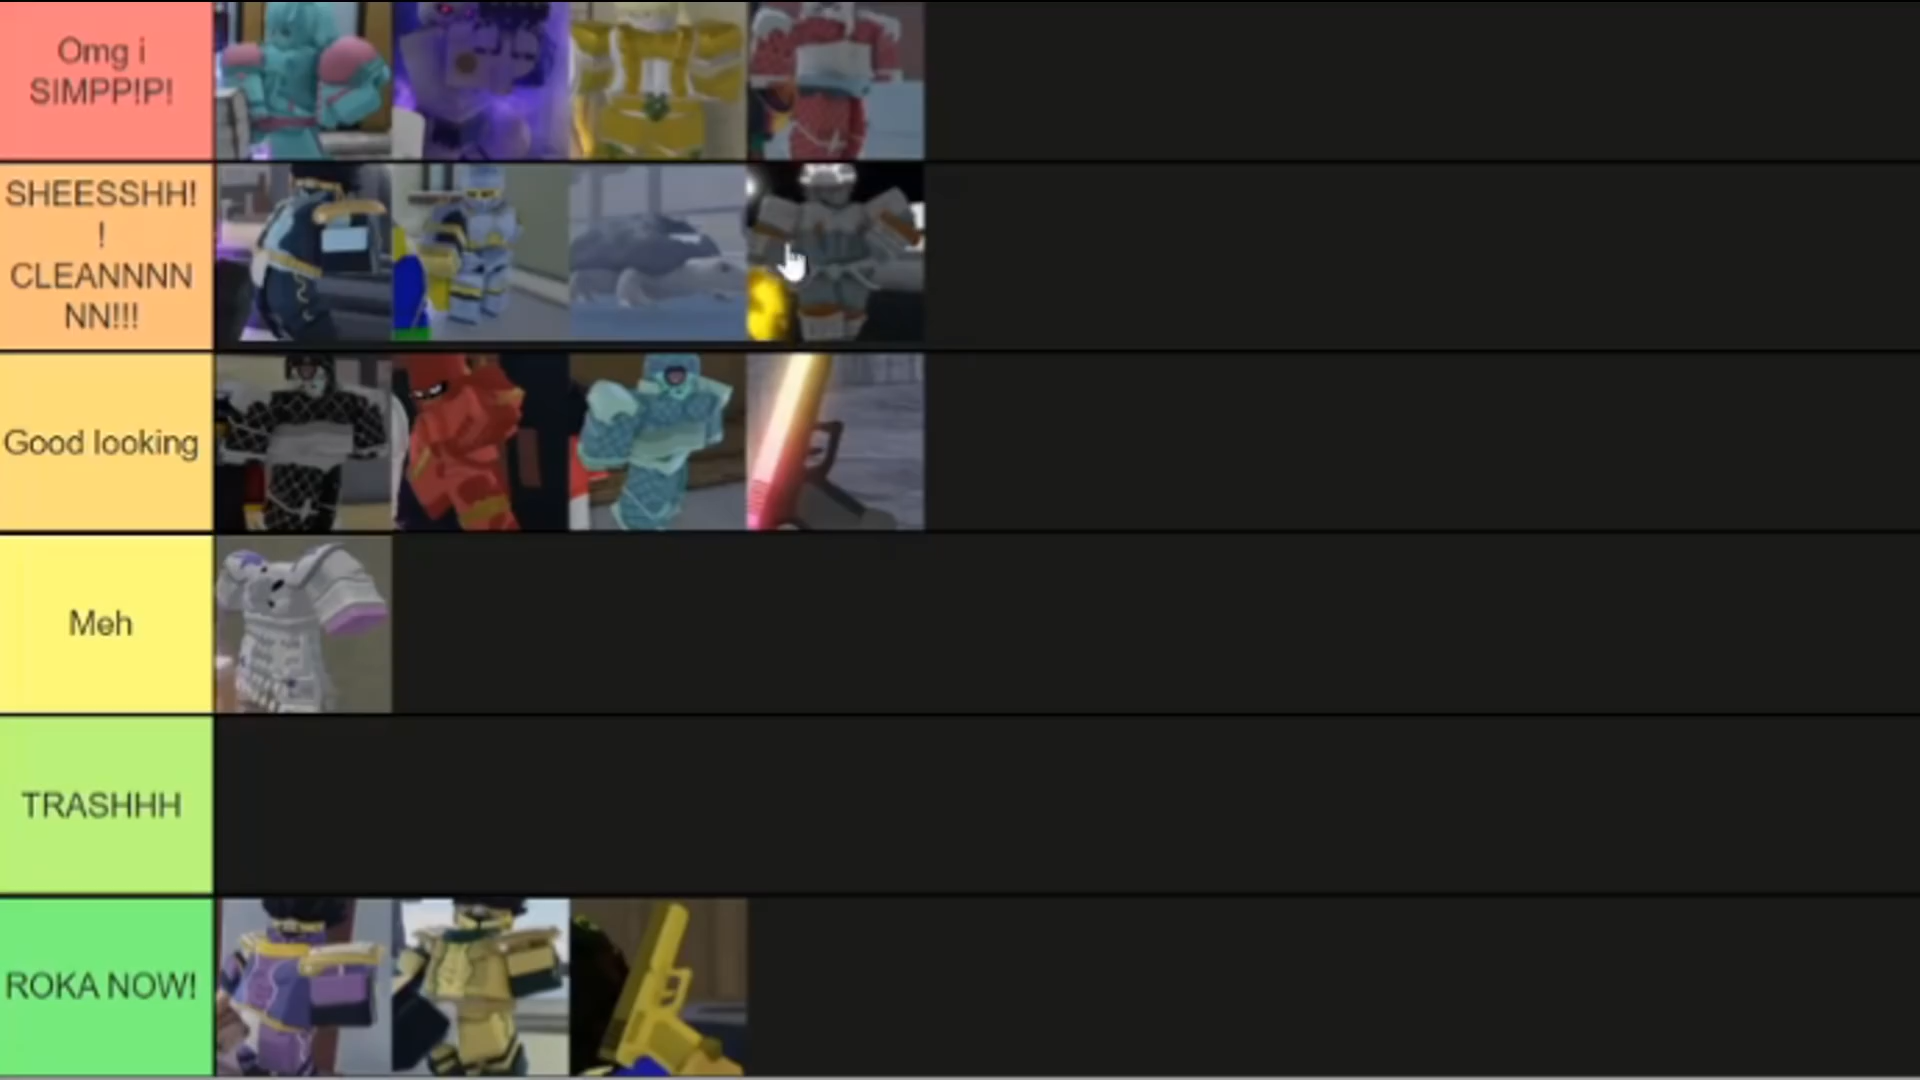 Omg i
SIMPP!P!
SHEESSHH!
!
CLEANNNN
NN!!!
Good looking
Meh
TRASHHH
ROKA NOW!